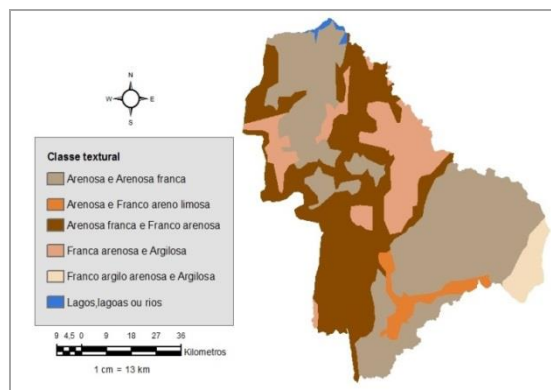 N
W E
S
Classe textural
Arenosa e Arenosa franca
Arenosa e Franco areno limosa
Arenosa franca e Franco arenosa
Franca arenosa e Argilosa
Franco argilo arenosa e Argilosa
Lagos,lagoas ou rios
9 4,5 0 9 18 27 36
Kilometros
1 cm = 13 km